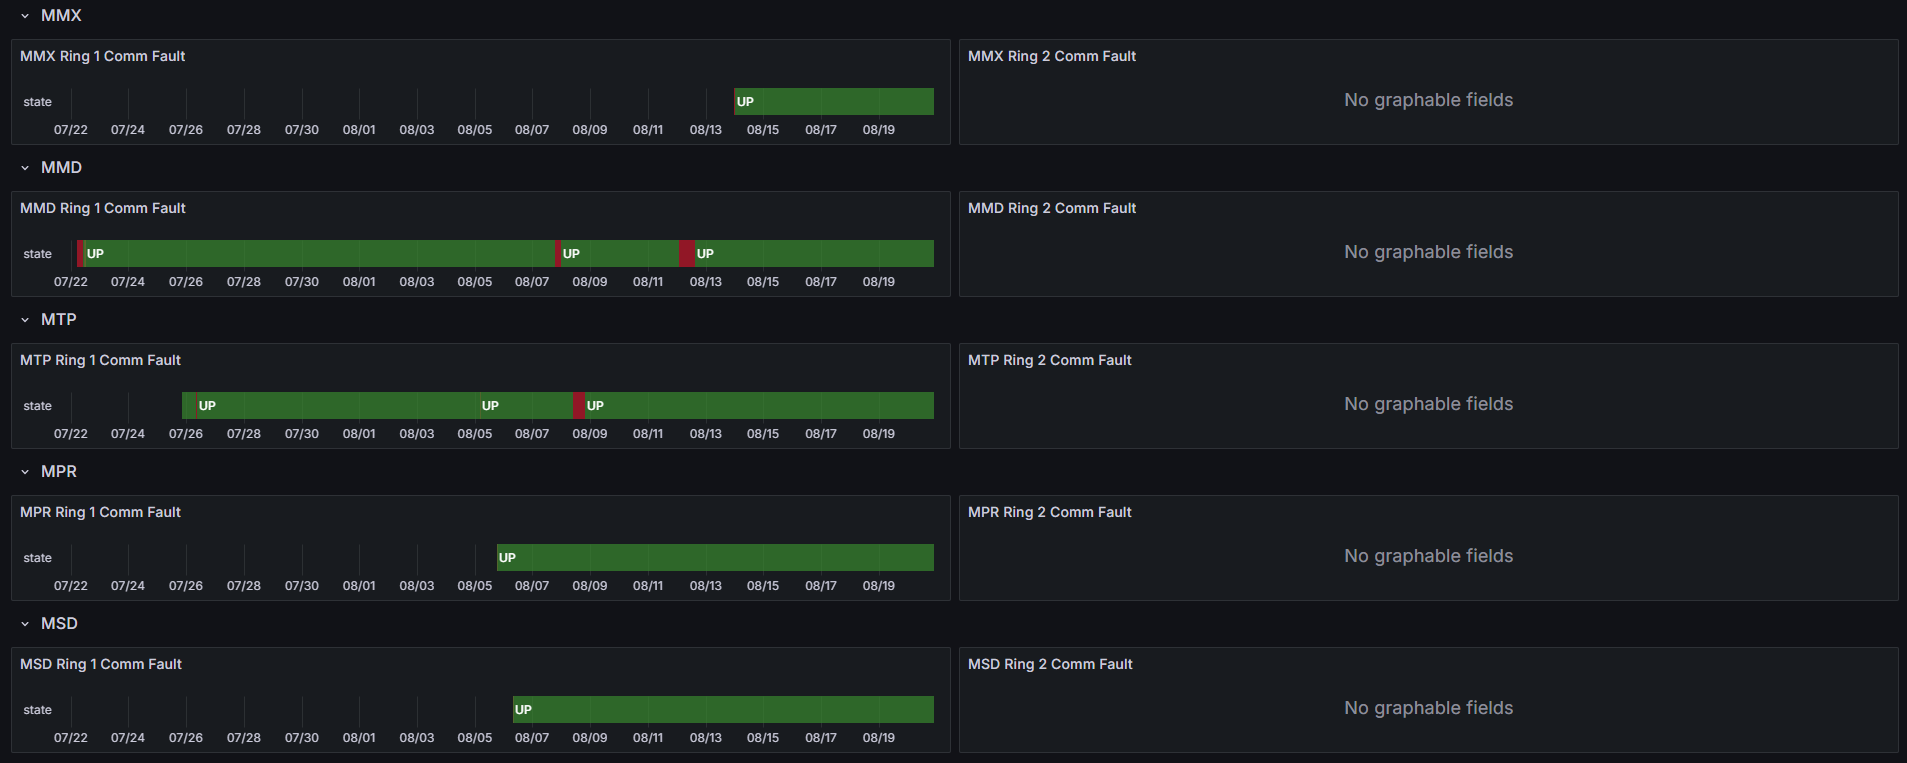 MMX
MMX Ring 1 Comm Fault
MMX Ring 2 Comm Fault
state UP
No graphable fields
07/22 07/24 07/26 07/28 07/30 08/01 08/03 08/05 08/07 08/09 08/11 08/13 08/15 08/17 08/19
MMD
MMD Ring 1 Comm Fault
MMD Ring 2 Comm Fault
state UP UP UP
No graphable fields
07/22 07/24 07/26 07/28 07/30 08/01 08/03 08/05 08/07 08/09 08/11 08/13 08/15 08/17 08/19
MTP
MTP Ring 1 Comm Fault
MTP Ring 2 Comm Fault
state UP UP UP
No graphable fields
07/22 07/24 07/26 07/28 07/30 08/01 08/03 08/05 08/07 08/09 08/11 08/13 08/15 08/17 08/19
MPR
MPR Ring 1 Comm Fault
MPR Ring 2 Comm Fault
state UP
No graphable fields
07/22 07/24 07/26 07/28 07/30 08/01 08/03 08/05 08/07 08/09 08/11 08/13 08/15 08/17 08/19
MSD
MSD Ring 1 Comm Fault
MSD Ring 2 Comm Fault
state UP
No graphable fields
07/22 07/24 07/26 07/28 07/30 08/01 08/03 08/05 08/07 08/09 08/11 08/13 08/15 08/17 08/19